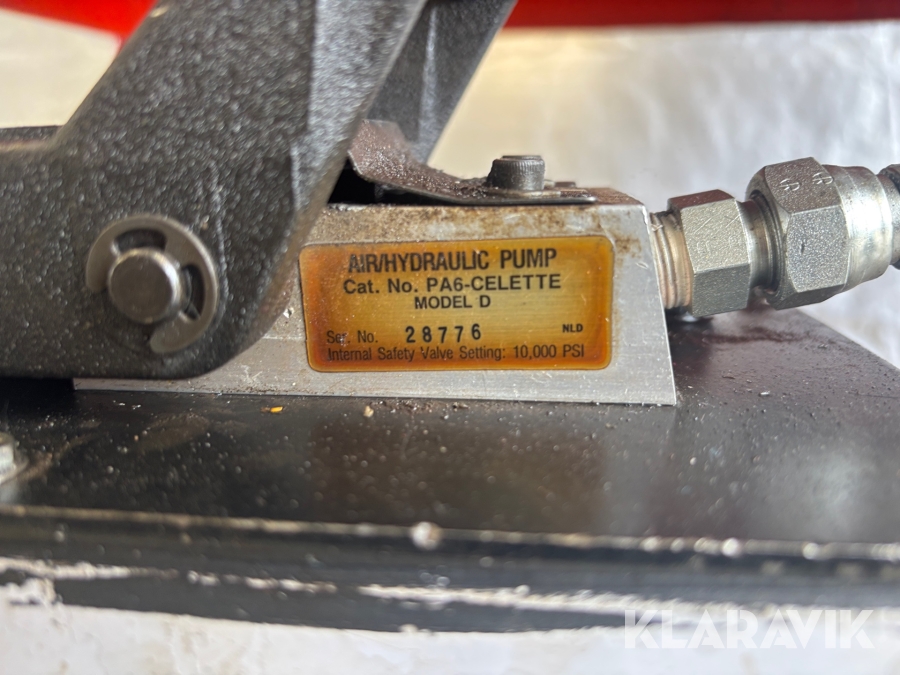 AIR/HYDRAULIC PUMP
Cat. No. PA6-CELETTE
MODEL D
Ser. No. 28776 NLD
Internal Safety Valve Setting: 10,000 PSI
KLARAVIK